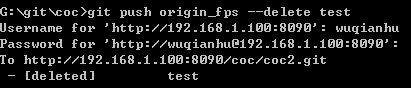 G:\git\coc>git push origin_fps --delete test
Username for 'http://192.168.1.100:8090': wuqianhu
Password for 'http://wuqianhu@192.168.1.100:8090':
To http://192.168.1.100:8090/coc/coc2.git
 - [deleted]         test